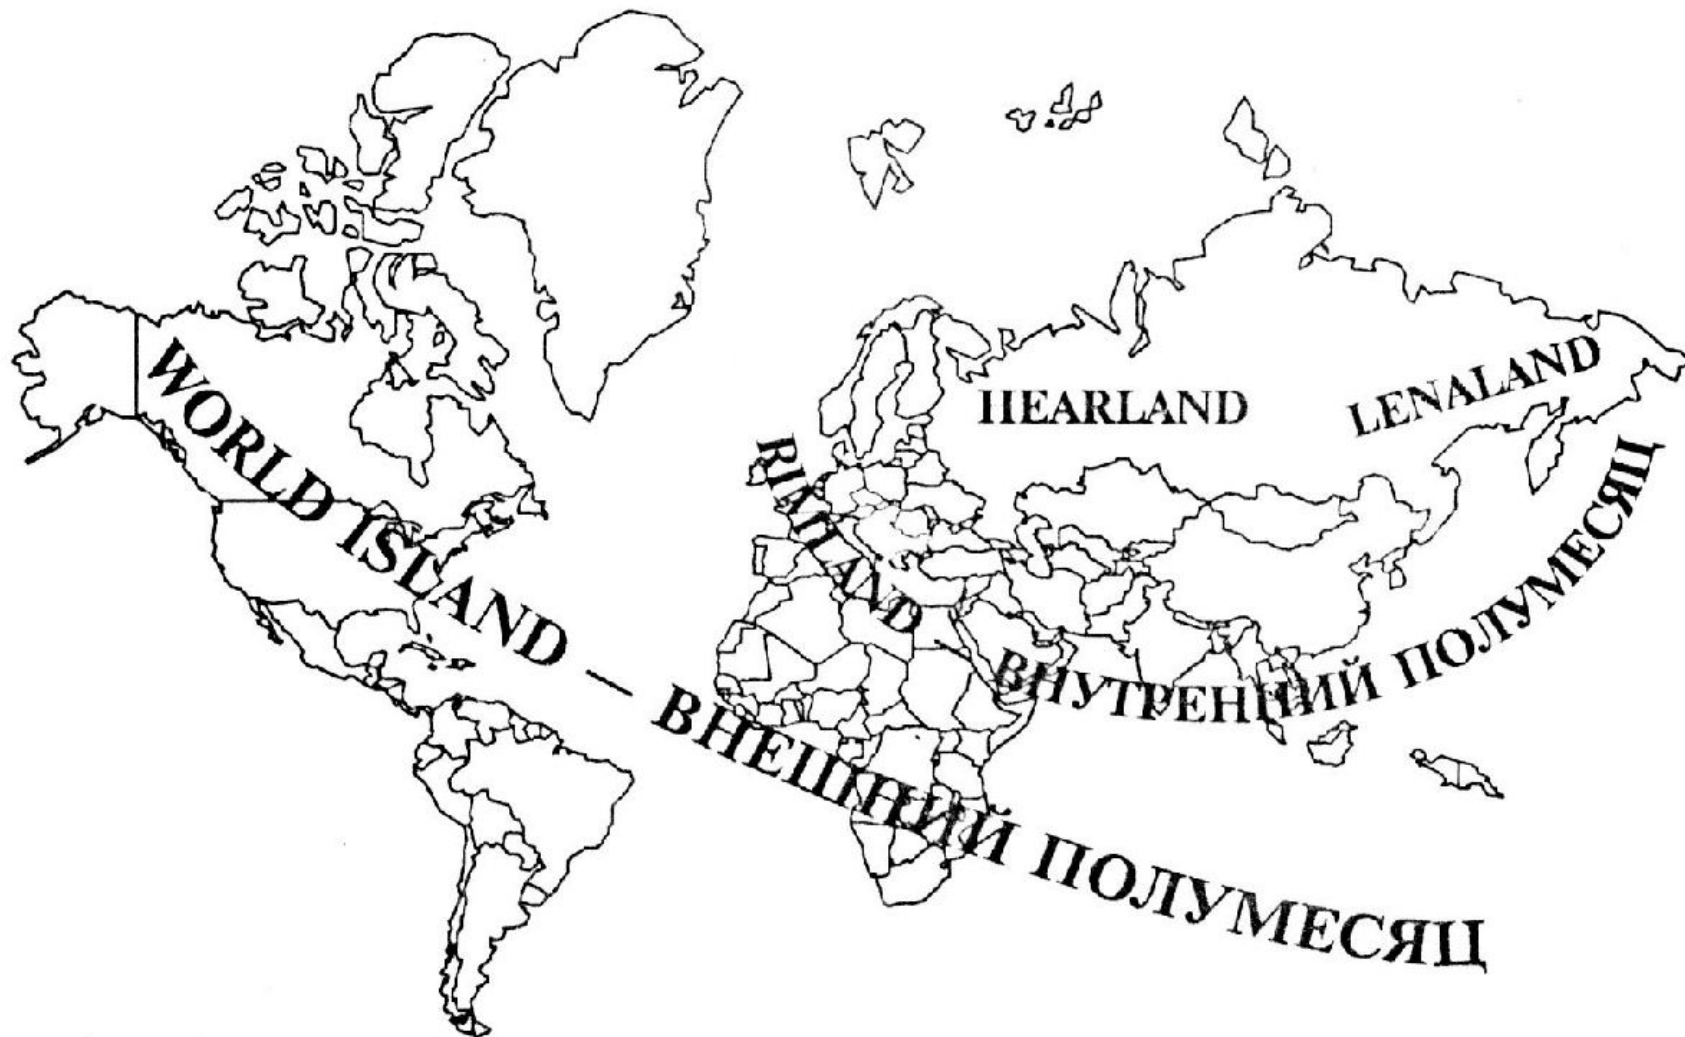 HEARLAND
LENALAND
WORLD ISLAND — ВНЕШНИЙ ПОЛУМЕСЯЦ
RIMLAND — ВНУТРЕННИЙ ПОЛУМЕСЯЦ